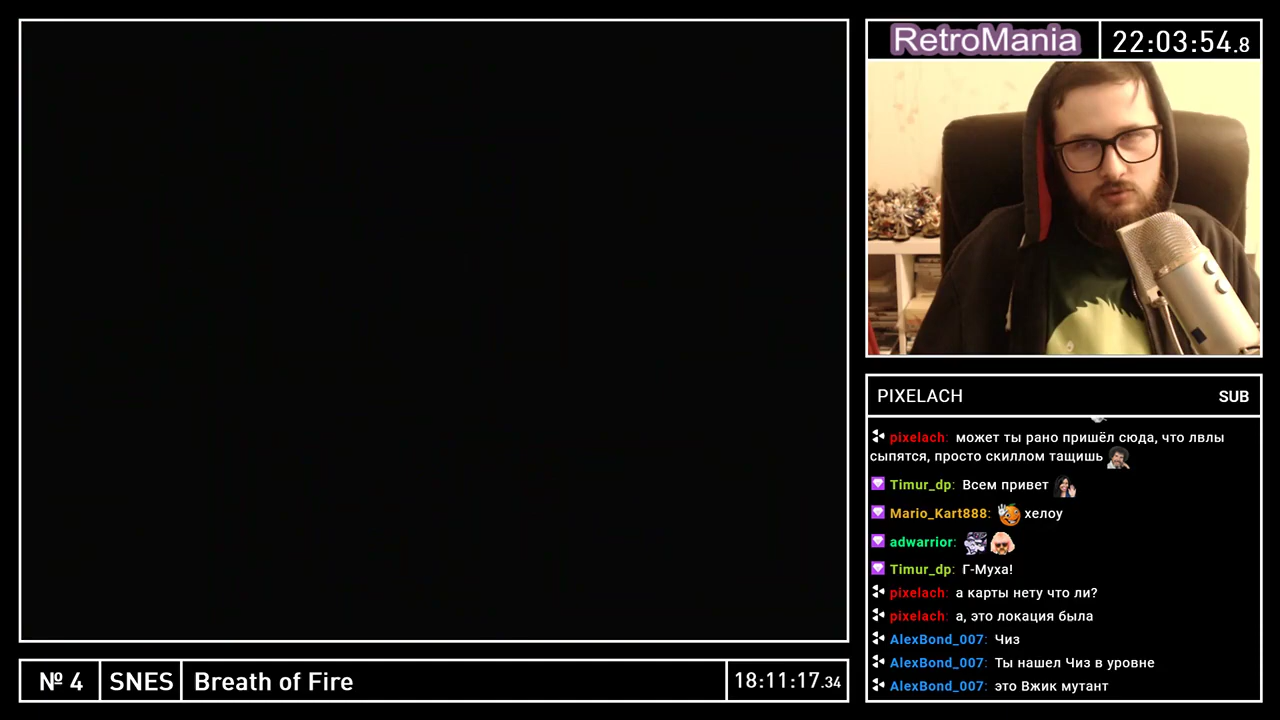 RetroMania
22:03:54.8
PIXELACH
SUB
pixelach: может ты рано пришёл сюда, что лвлы
сыпятся, просто скиллом тащишь
Timur_dp: Всем привет
Mario_Kart888: хелоу
adwarrior:
Timur_dp: Г-Муха!
pixelach: а карты нету что ли?
pixelach: а, это локация была
AlexBond_007: Чиз
AlexBond_007: Ты нашел Чиз в уровне
AlexBond_007: это Вжик мутант
№ 4
SNES
Breath of Fire
18:11:17.34